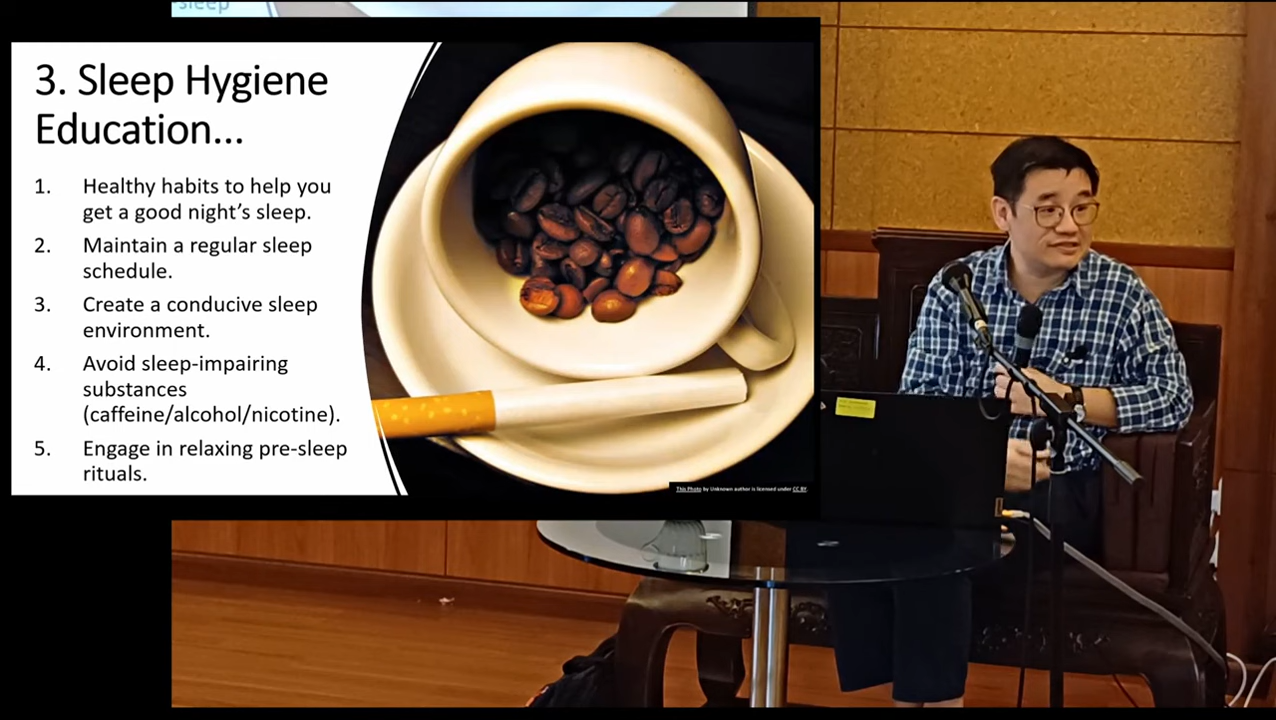 sleep
3. Sleep Hygiene
Education...
1. Healthy habits to help you
get a good night's sleep.
2. Maintain a regular sleep
schedule.
3. Create a conducive sleep
environment.
4. Avoid sleep-impairing
substances
(caffeine/alcohol/nicotine).
5. Engage in relaxing pre-sleep
rituals.
This Photo by Unknown author is licensed under CC BY.